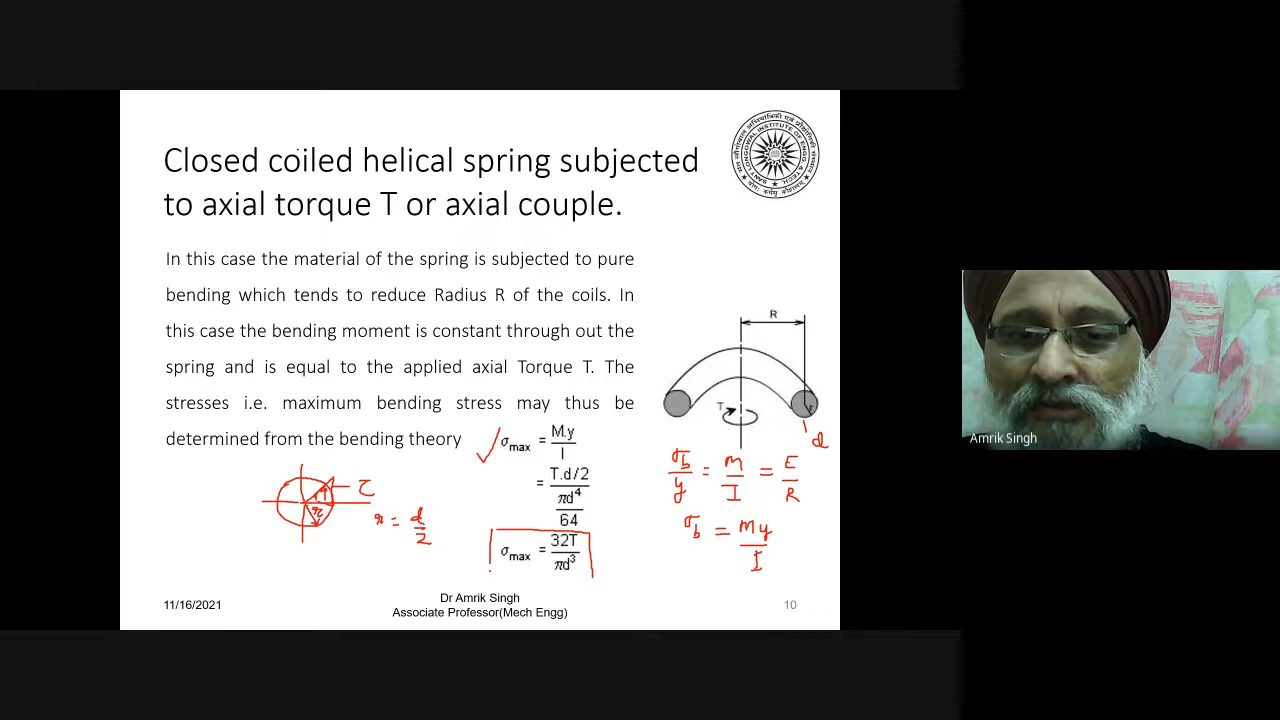 Closed coiled helical spring subjected
to axial torque T or axial couple.
In this case the material of the spring is subjected to pure
bending which tends to reduce Radius R of the coils. In
this case the bending moment is constant through out the
spring and is equal to the applied axial Torque T. The
stresses i.e. maximum bending stress may thus be
determined from the bending theory
σmax = M.y/I
= T.d/2 / πd⁴/64
σmax = 32T/πd³
R
T
d
σb/y = M/I = E/R
σb = My/I
τ
r = d/2
11/16/2021
Dr Amrik Singh
Associate Professor(Mech Engg)
10
Amrik Singh